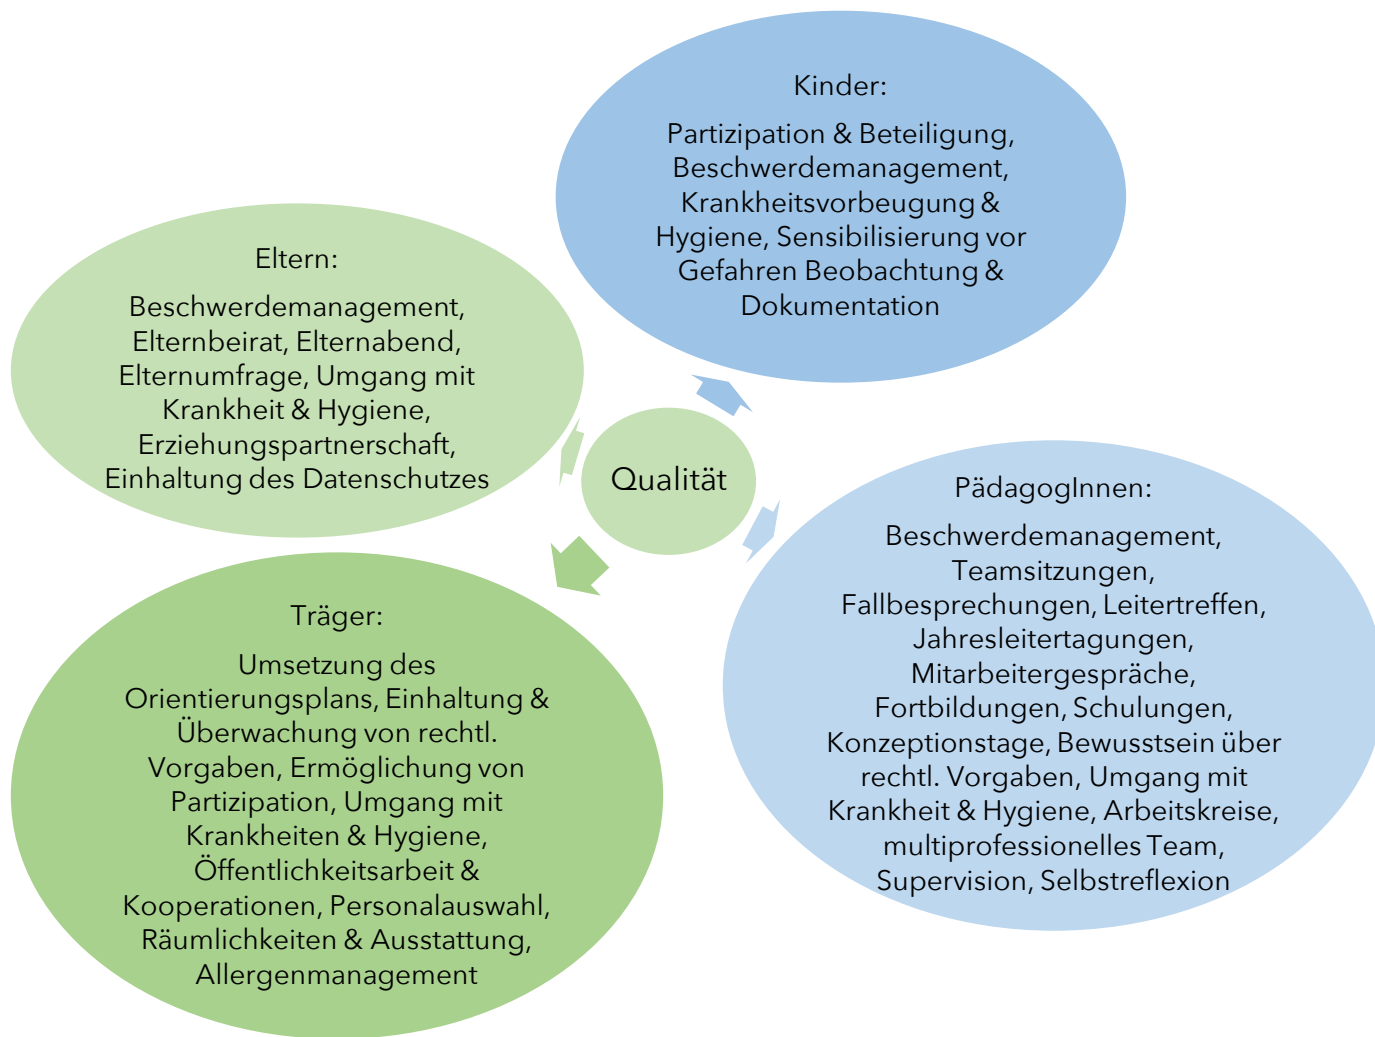 Kinder:
Partizipation & Beteiligung,
Beschwerdemanagement,
Krankheitsvorbeugung &
Hygiene, Sensibilisierung vor
Gefahren Beobachtung &
Dokumentation
Eltern:
Beschwerdemanagement,
Elternbeirat, Elternabend,
Elternumfrage, Umgang mit
Krankheit & Hygiene,
Erziehungspartnerschaft,
Einhaltung des Datenschutzes
Qualität
PädagogInnen:
Beschwerdemanagement,
Teamsitzungen,
Fallbesprechungen, Leitertreffen,
Jahresleitertagungen,
Mitarbeitergespräche,
Fortbildungen, Schulungen,
Konzeptionstage, Bewusstsein über
rechtl. Vorgaben, Umgang mit
Krankheit & Hygiene, Arbeitskreise,
multiprofessionelles Team,
Supervision, Selbstreflexion
Träger:
Umsetzung des
Orientierungsplans, Einhaltung &
Überwachung von rechtl.
Vorgaben, Ermöglichung von
Partizipation, Umgang mit
Krankheiten & Hygiene,
Öffentlichkeitsarbeit &
Kooperationen, Personalauswahl,
Räumlichkeiten & Ausstattung,
Allergenmanagement